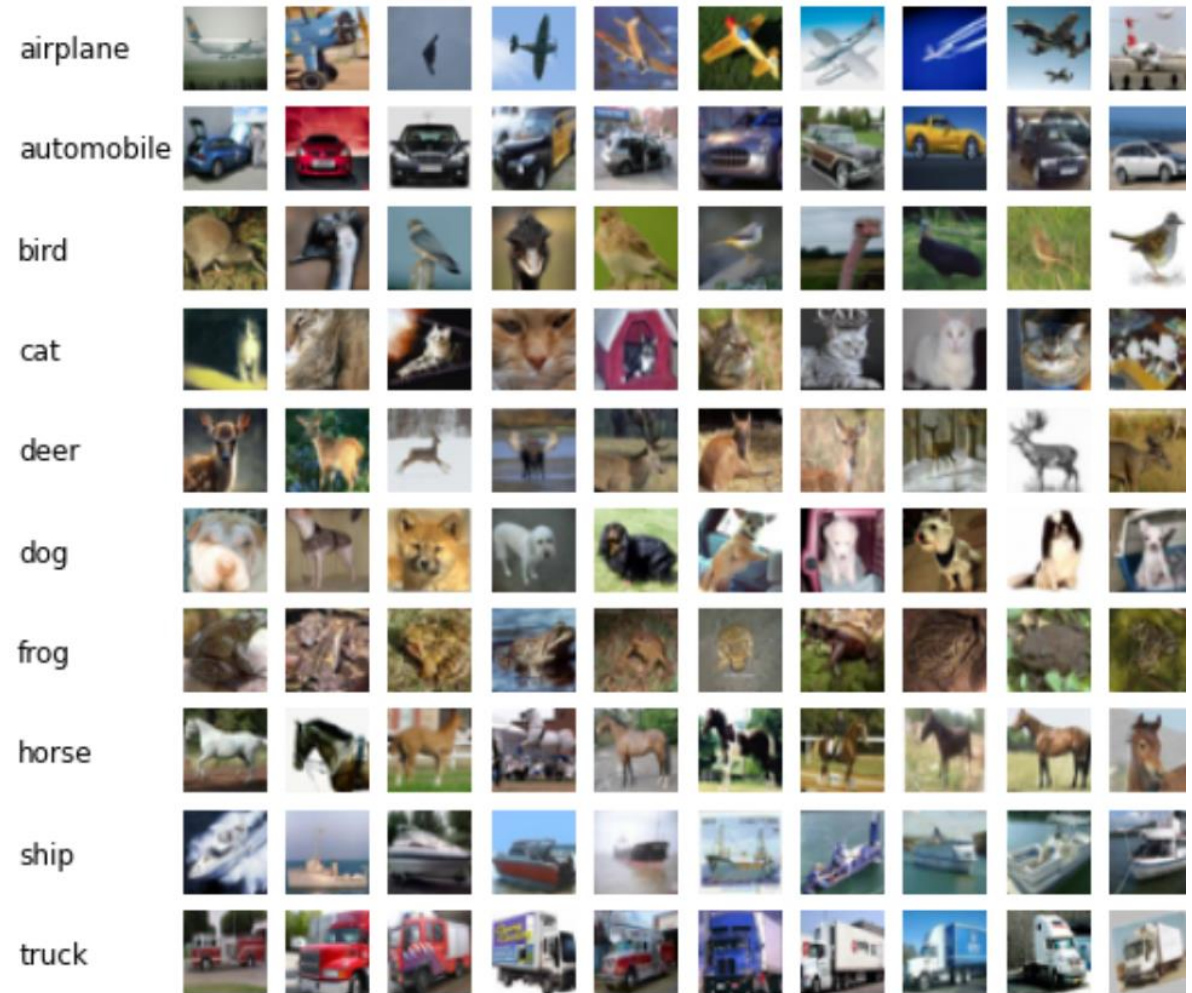 airplane
automobile
bird
cat
deer
dog
frog
horse
ship
truck